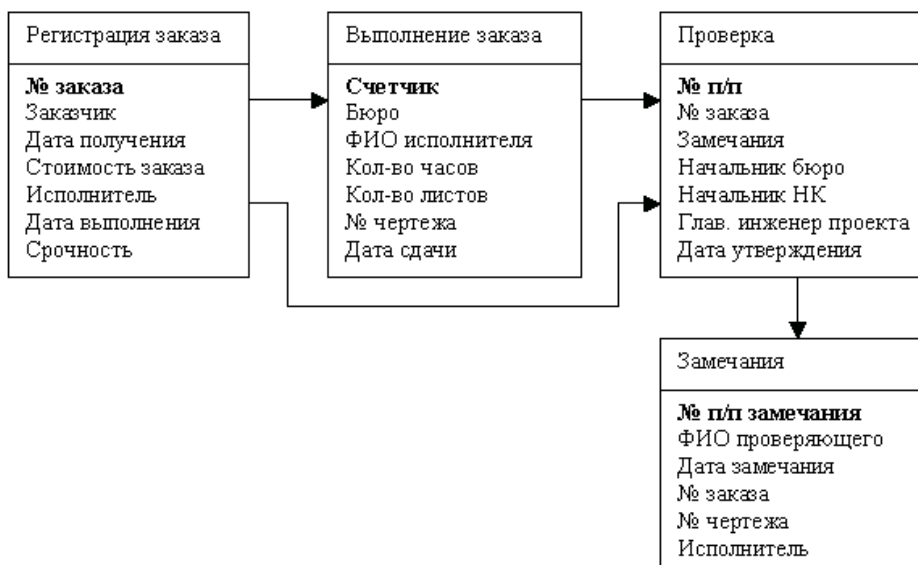 Регистрация заказа
№ заказа
Заказчик
Дата получения
Стоимость заказа
Исполнитель
Дата выполнения
Срочность
Выполнение заказа
Счетчик
Бюро
ФИО исполнителя
Кол-во часов
Кол-во листов
№ чертежа
Дата сдачи
Проверка
№ п/п
№ заказа
Замечания
Начальник бюро
Начальник НК
Глав. инженер проекта
Дата утверждения
Замечания
№ п/п замечания
ФИО проверяющего
Дата замечания
№ заказа
№ чертежа
Исполнитель